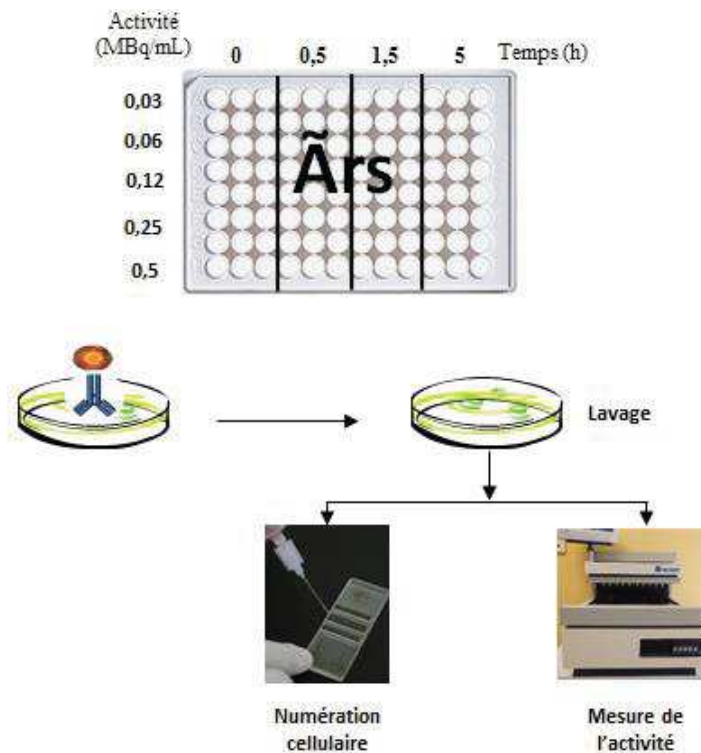 Activité
(MBq/mL)
0 0,5 1,5 5 Temps (h)
0,03
0,06
0,12
0,25
0,5
Ãrs
Lavage
Numération
cellulaire
Mesure de
l'activité